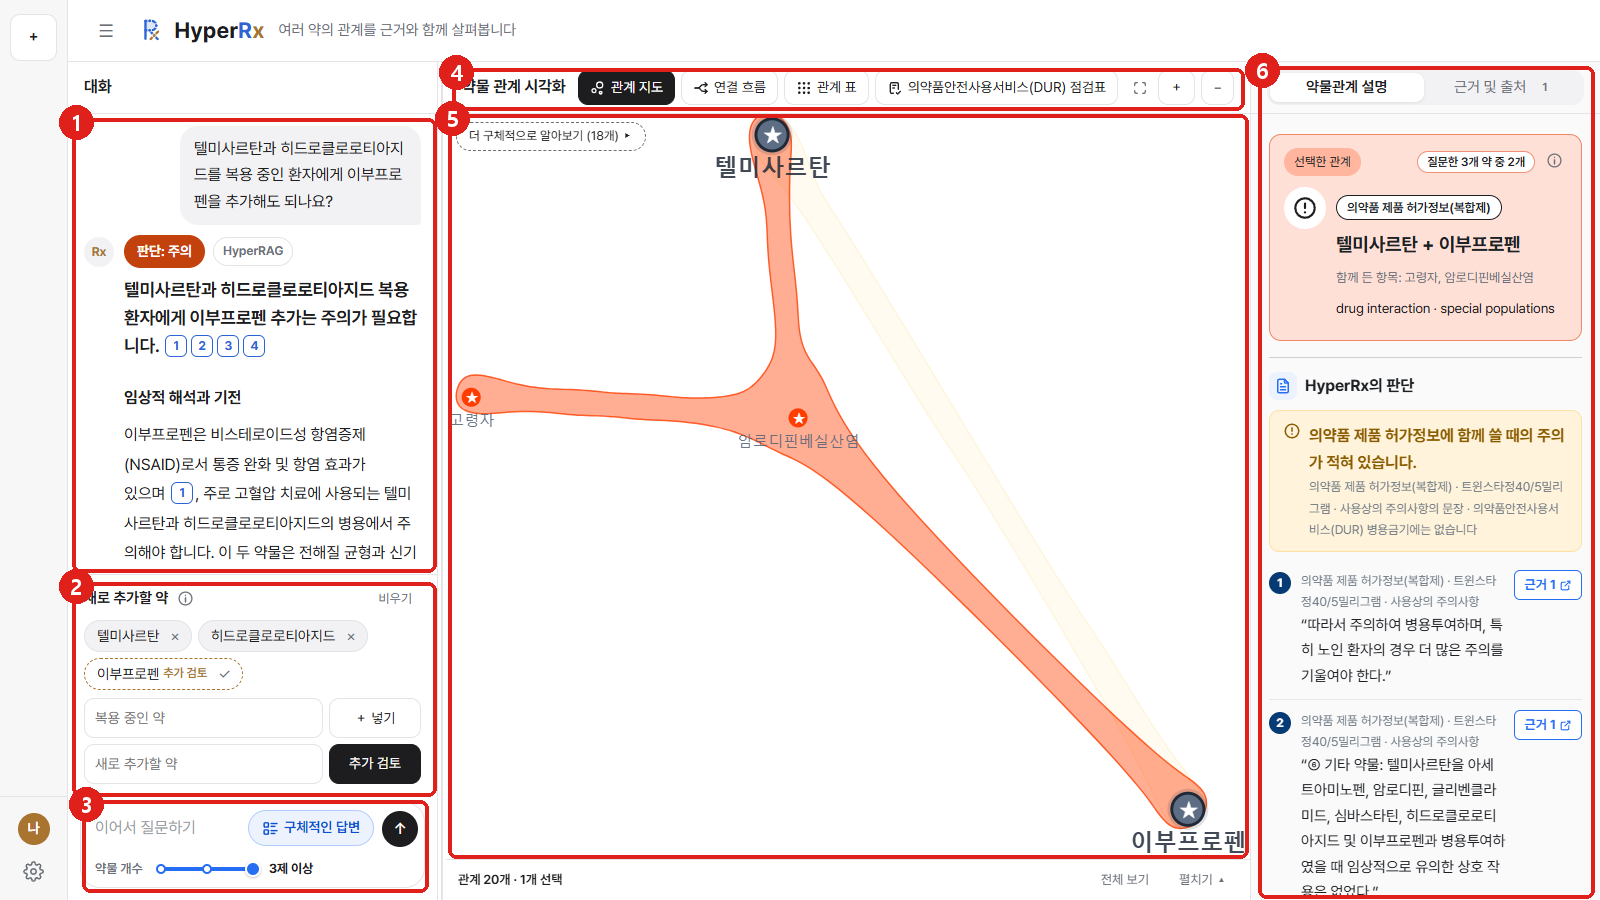 +
HyperRx 여러 약의 관계를 근거와 함께 살펴봅니다
대화
1
텔미사르탄과 히드로클로로티아지
드를 복용 중인 환자에게 이부프로
펜을 추가해도 되나요?
Rx 판단: 주의 HyperRAG
텔미사르탄과 히드로클로로티아지드 복용
환자에게 이부프로펜 추가는 주의가 필요합
니다. 1 2 3 4
임상적 해석과 기전
이부프로펜은 비스테로이드성 항염증제
(NSAID)로서 통증 완화 및 항염 효과가
있으며 1 , 주로 고혈압 치료에 사용되는 텔미
사르탄과 히드로클로로티아지드의 병용에서 주
의해야 합니다. 이 두 약물은 전해질 균형과 신기
2
새로 추가할 약 비우기
텔미사르탄 ×
히드로클로로티아지드 ×
이부프로펜 추가 검토
복용 중인 약
+ 넣기
새로 추가할 약
추가 검토
3
이어서 질문하기
구체적인 답변
약물 개수 3제 이상
나
4
약물 관계 시각화
관계 지도
연결 흐름
관계 표
의약품안전사용서비스(DUR) 점검표
+
−
5
더 구체적으로 알아보기 (18개)
텔미사르탄
고령자
암로디핀베실산염
이부프로펜
관계 20개 · 1개 선택
전체 보기
펼치기
6
약물관계 설명
근거 및 출처 1
선택한 관계
질문한 3개 약 중 2개
의약품 제품 허가정보(복합제)
텔미사르탄 + 이부프로펜
함께 든 항목: 고령자, 암로디핀베실산염
drug interaction · special populations
HyperRx의 판단
의약품 제품 허가정보에 함께 쓸 때의 주의
가 적혀 있습니다.
의약품 제품 허가정보(복합제) · 트윈스타정40/5밀리
그램 · 사용상의 주의사항의 문장 · 의약품안전사용서
비스(DUR) 병용금기에는 없습니다
1
의약품 제품 허가정보(복합제) · 트윈스타
정40/5밀리그램 · 사용상의 주의사항
근거 1
“따라서 주의하여 병용투여하며, 특
히 노인 환자의 경우 더 많은 주의를
기울여야 한다.”
2
의약품 제품 허가정보(복합제) · 트윈스타
정40/5밀리그램 · 사용상의 주의사항
근거 1
“⑧ 기타 약물: 텔미사르탄을 아세
트아미노펜, 암로디핀, 글리벤클라
미드, 심바스타틴, 히드로클로로티
아지드 및 이부프로펜과 병용투여하
였을 때 임상적으로 유의한 상호 작
용은 없었다.”